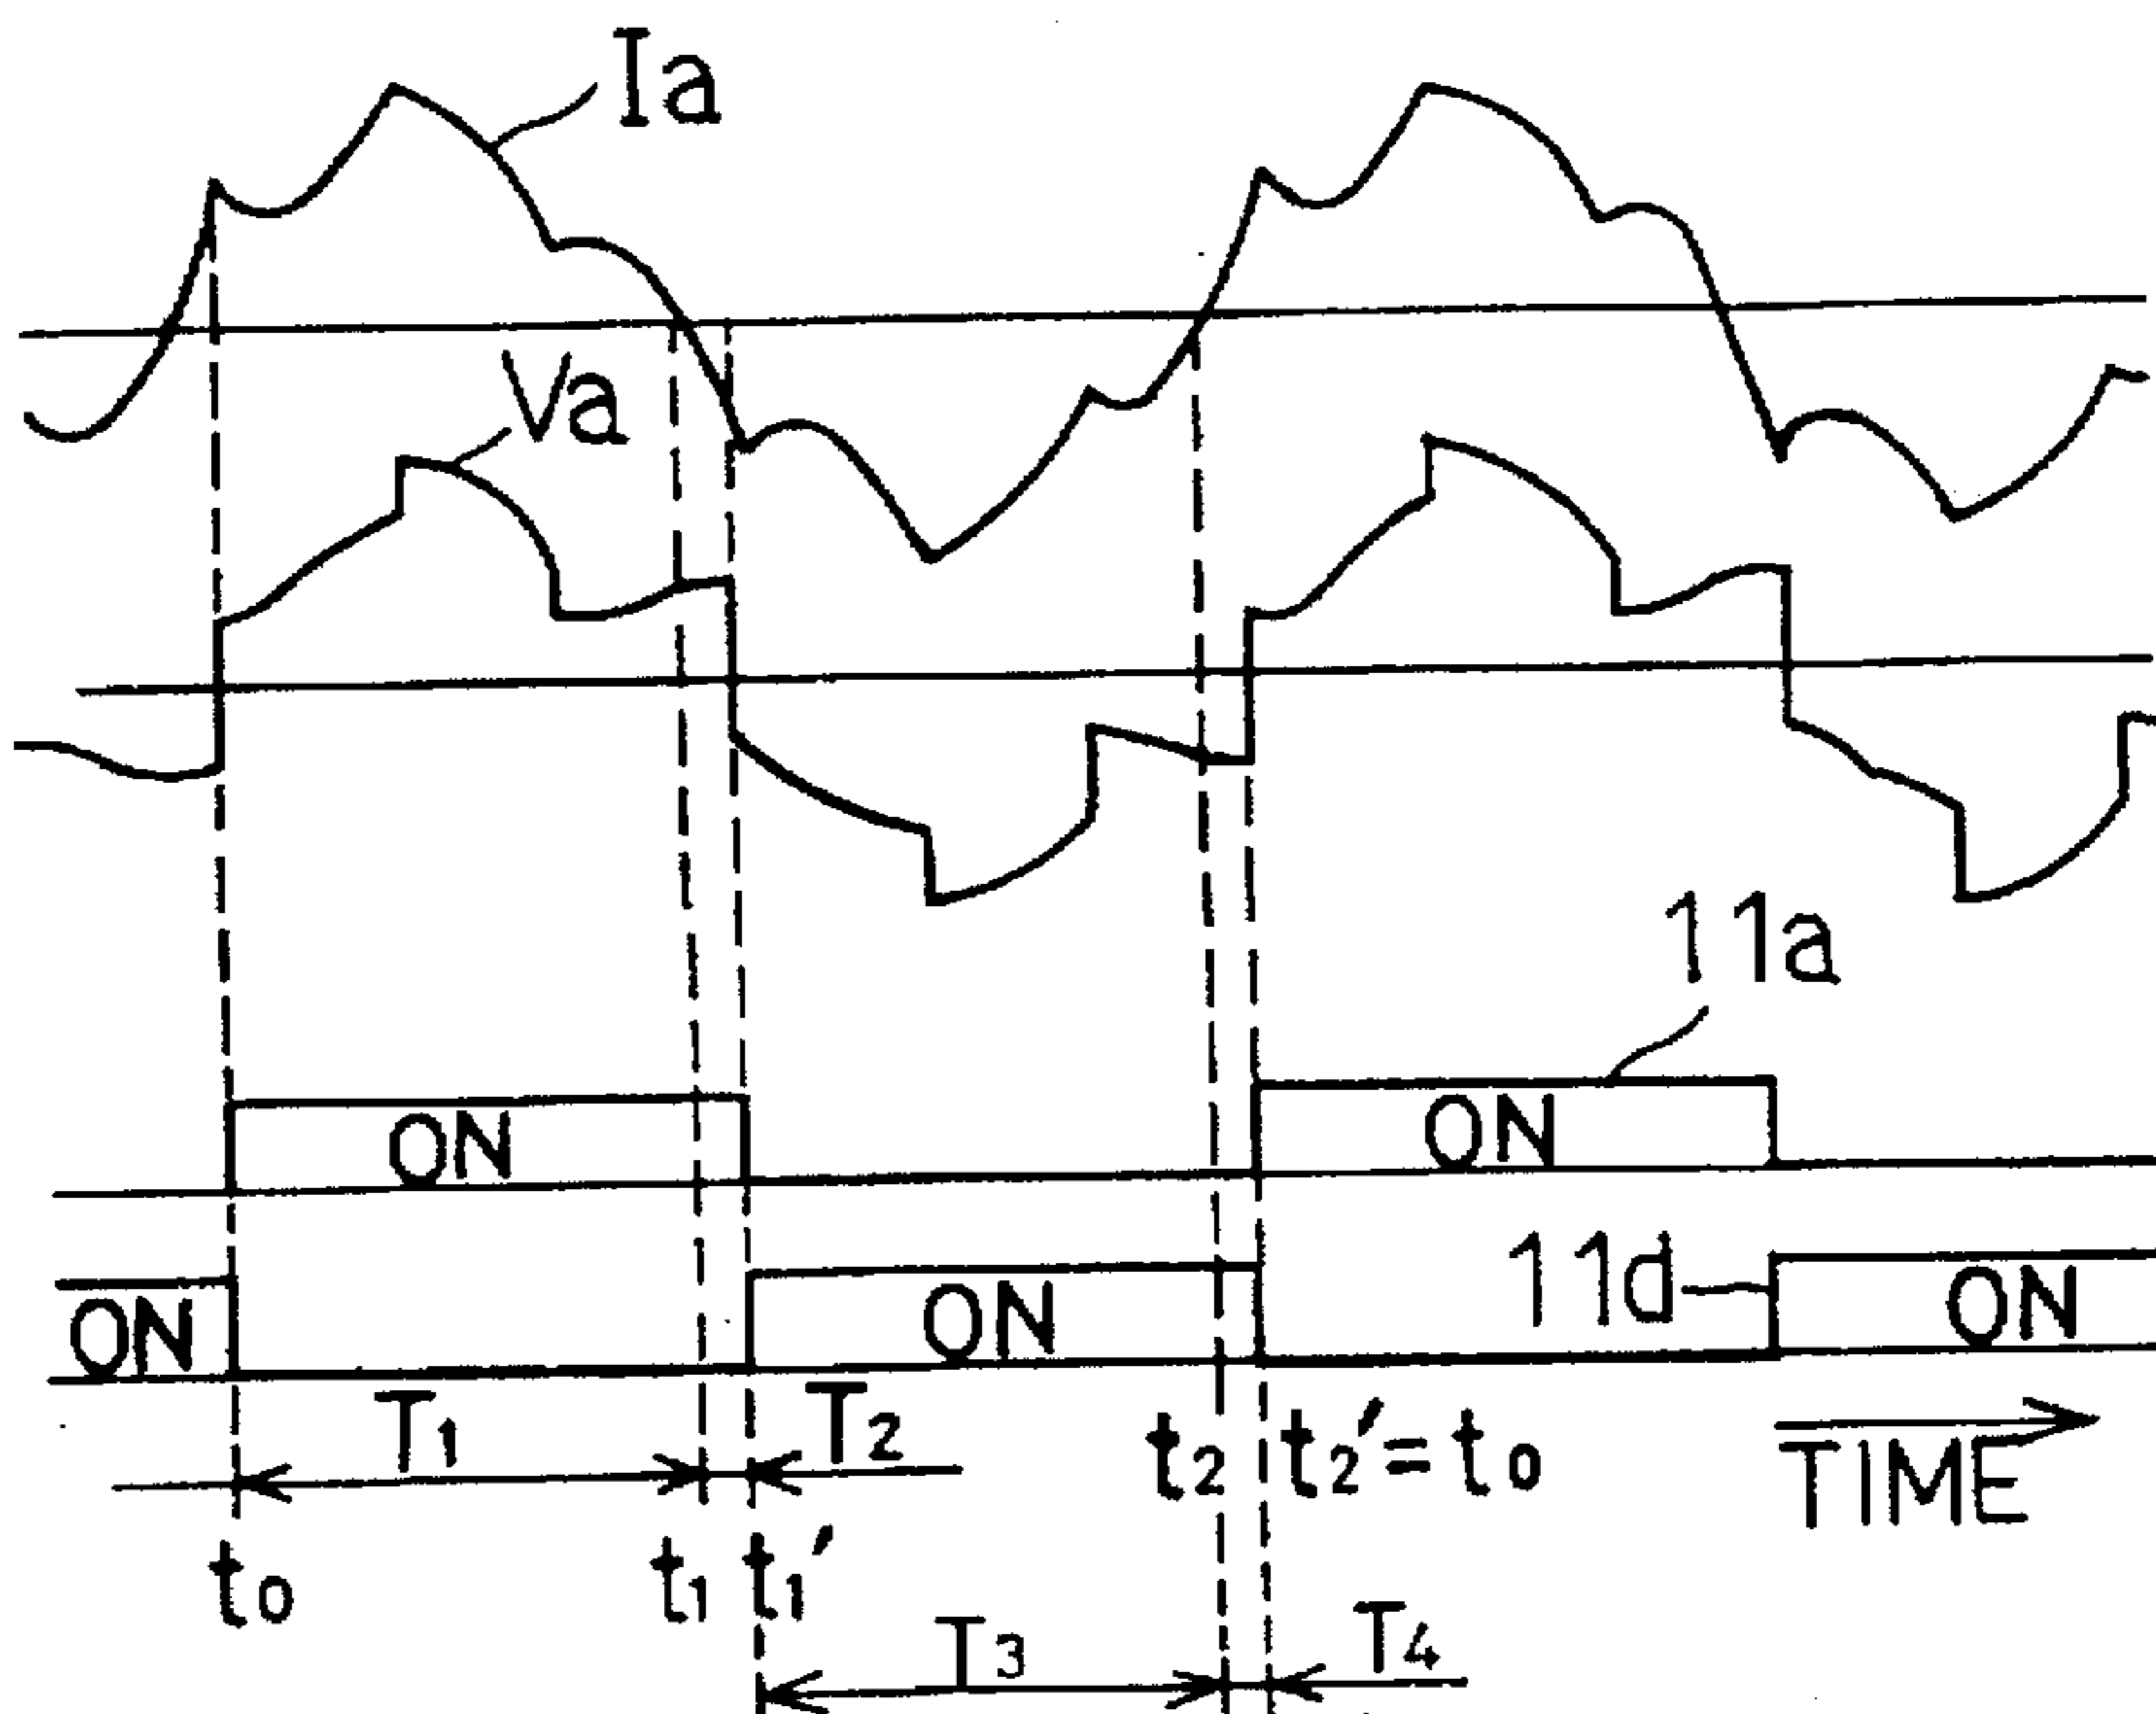 Ia
Va
11a
ON ON
11d
ON ON ON
T1 T2
t2 t2'=t0
TIME
t0 t1 t1'
T3 T4